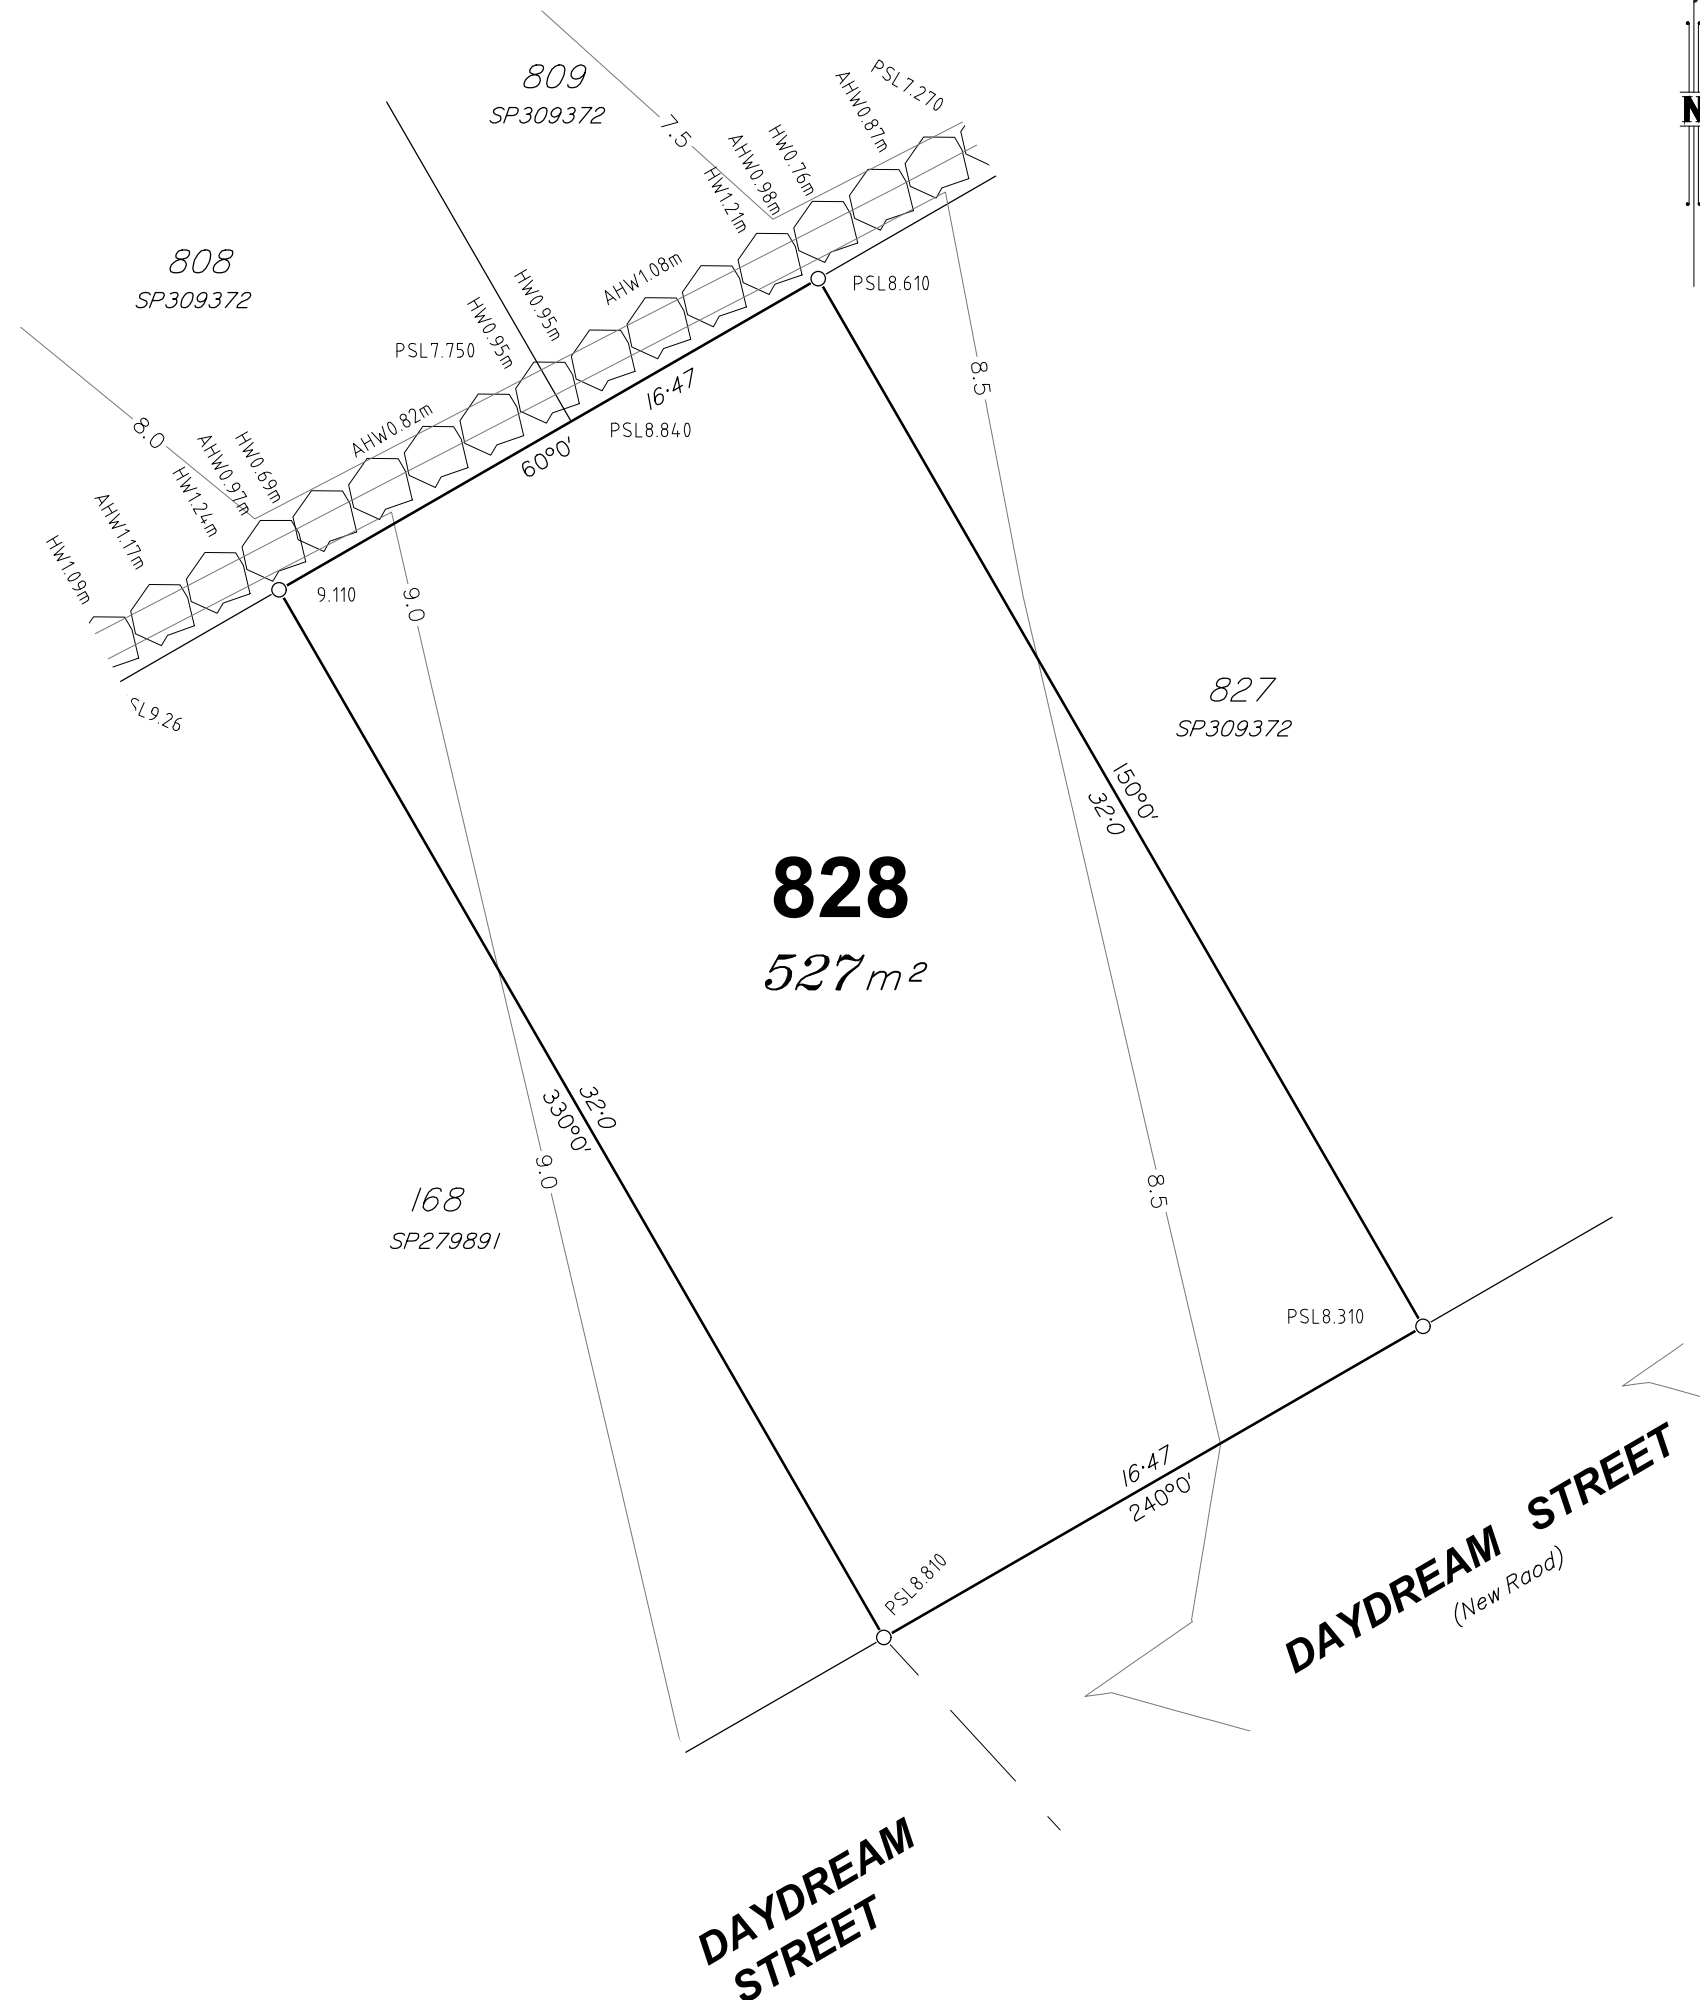 809
SP309372
7.5
PSL7.270
AHW0.87m
HW0.76m
AHW0.98m
HW1.21m
N
808
SP309372
AHW1.08m
HW0.95m
HW0.95m
PSL7.750
PSL8.610
16·47
PSL8.840
60°0'
8.5
8.0
AHW0.82m
HW0.69m
AHW0.97m
HW1.24m
AHW1.17m
HW1.09m
9.110
9.0
SL9.26
827
SP309372
150°0'
32·0
828
527m²
32·0
330°0'
9.0
168
SP279891
8.5
PSL8.310
16·47
240°0'
PSL8.810
DAYDREAM STREET
(New Raod)
DAYDREAM
STREET